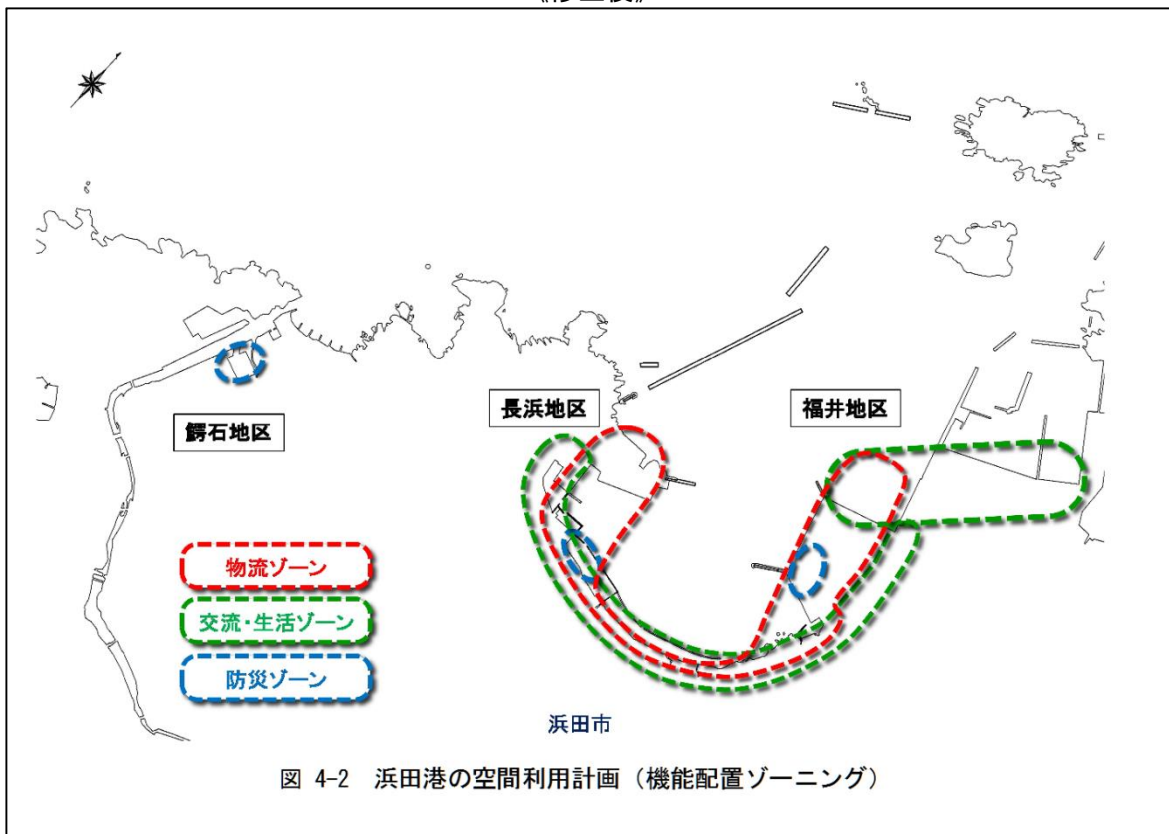 鰐石地区
長浜地区
福井地区
物流ゾーン
交流・生活ゾーン
防災ゾーン
浜田市
図 4-2 浜田港の空間利用計画（機能配置ゾーニング）